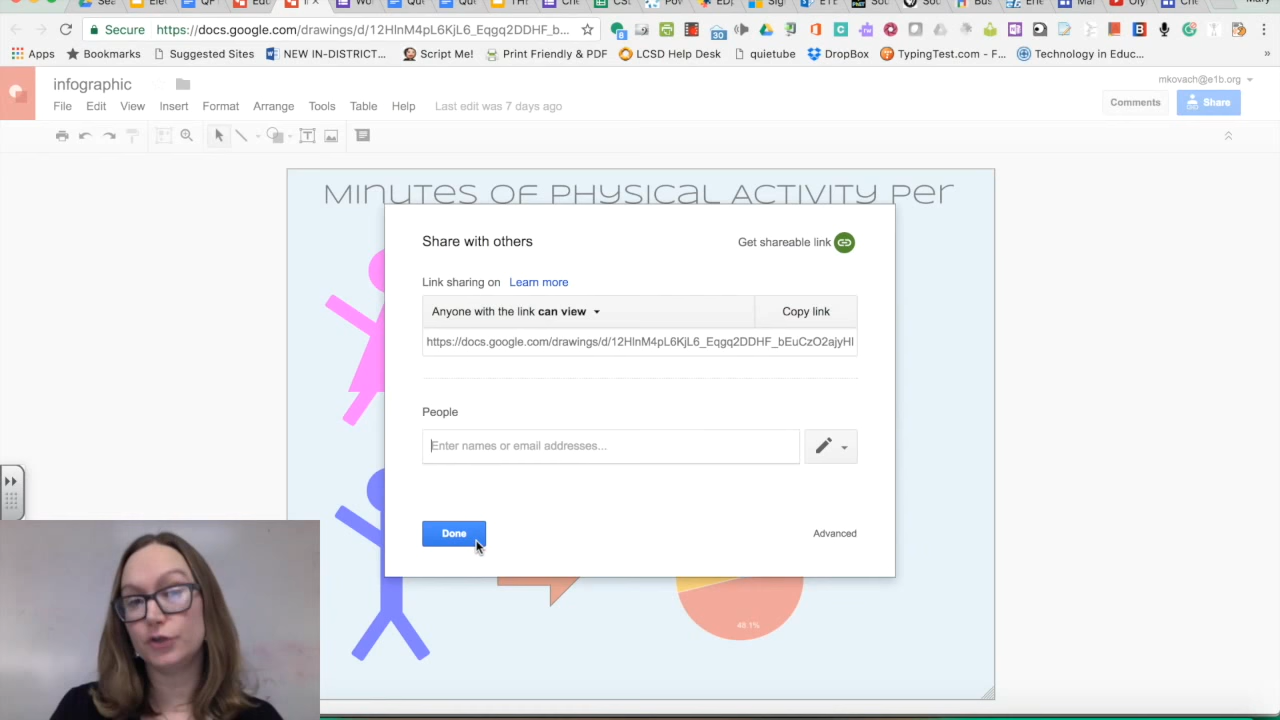 Secure https://docs.google.com/drawings/d/12HlnM4pL6KjL6_Eqgq2DDHF_b...
Apps Bookmarks Suggested Sites NEW IN-DISTRICT... Script Time! Print Friendly & PDF LCSD Help Desk quietube DropBox TypingTest.com - F... Technology in Educ... »
infographic
mkovach@e1b.org
File Edit View Insert Format Arrange Tools Table Help Last edit was 7 days ago
Comments Share
Minutes of Physical Activity Per
Share with others
Get shareable link
Link sharing on Learn more
Anyone with the link can view
Copy link
https://docs.google.com/drawings/d/12HlnM4pL6KjL6_Eqgq2DDHF_bEuCzO2ajyHl
People
Enter names or email addresses...
Done
Advanced